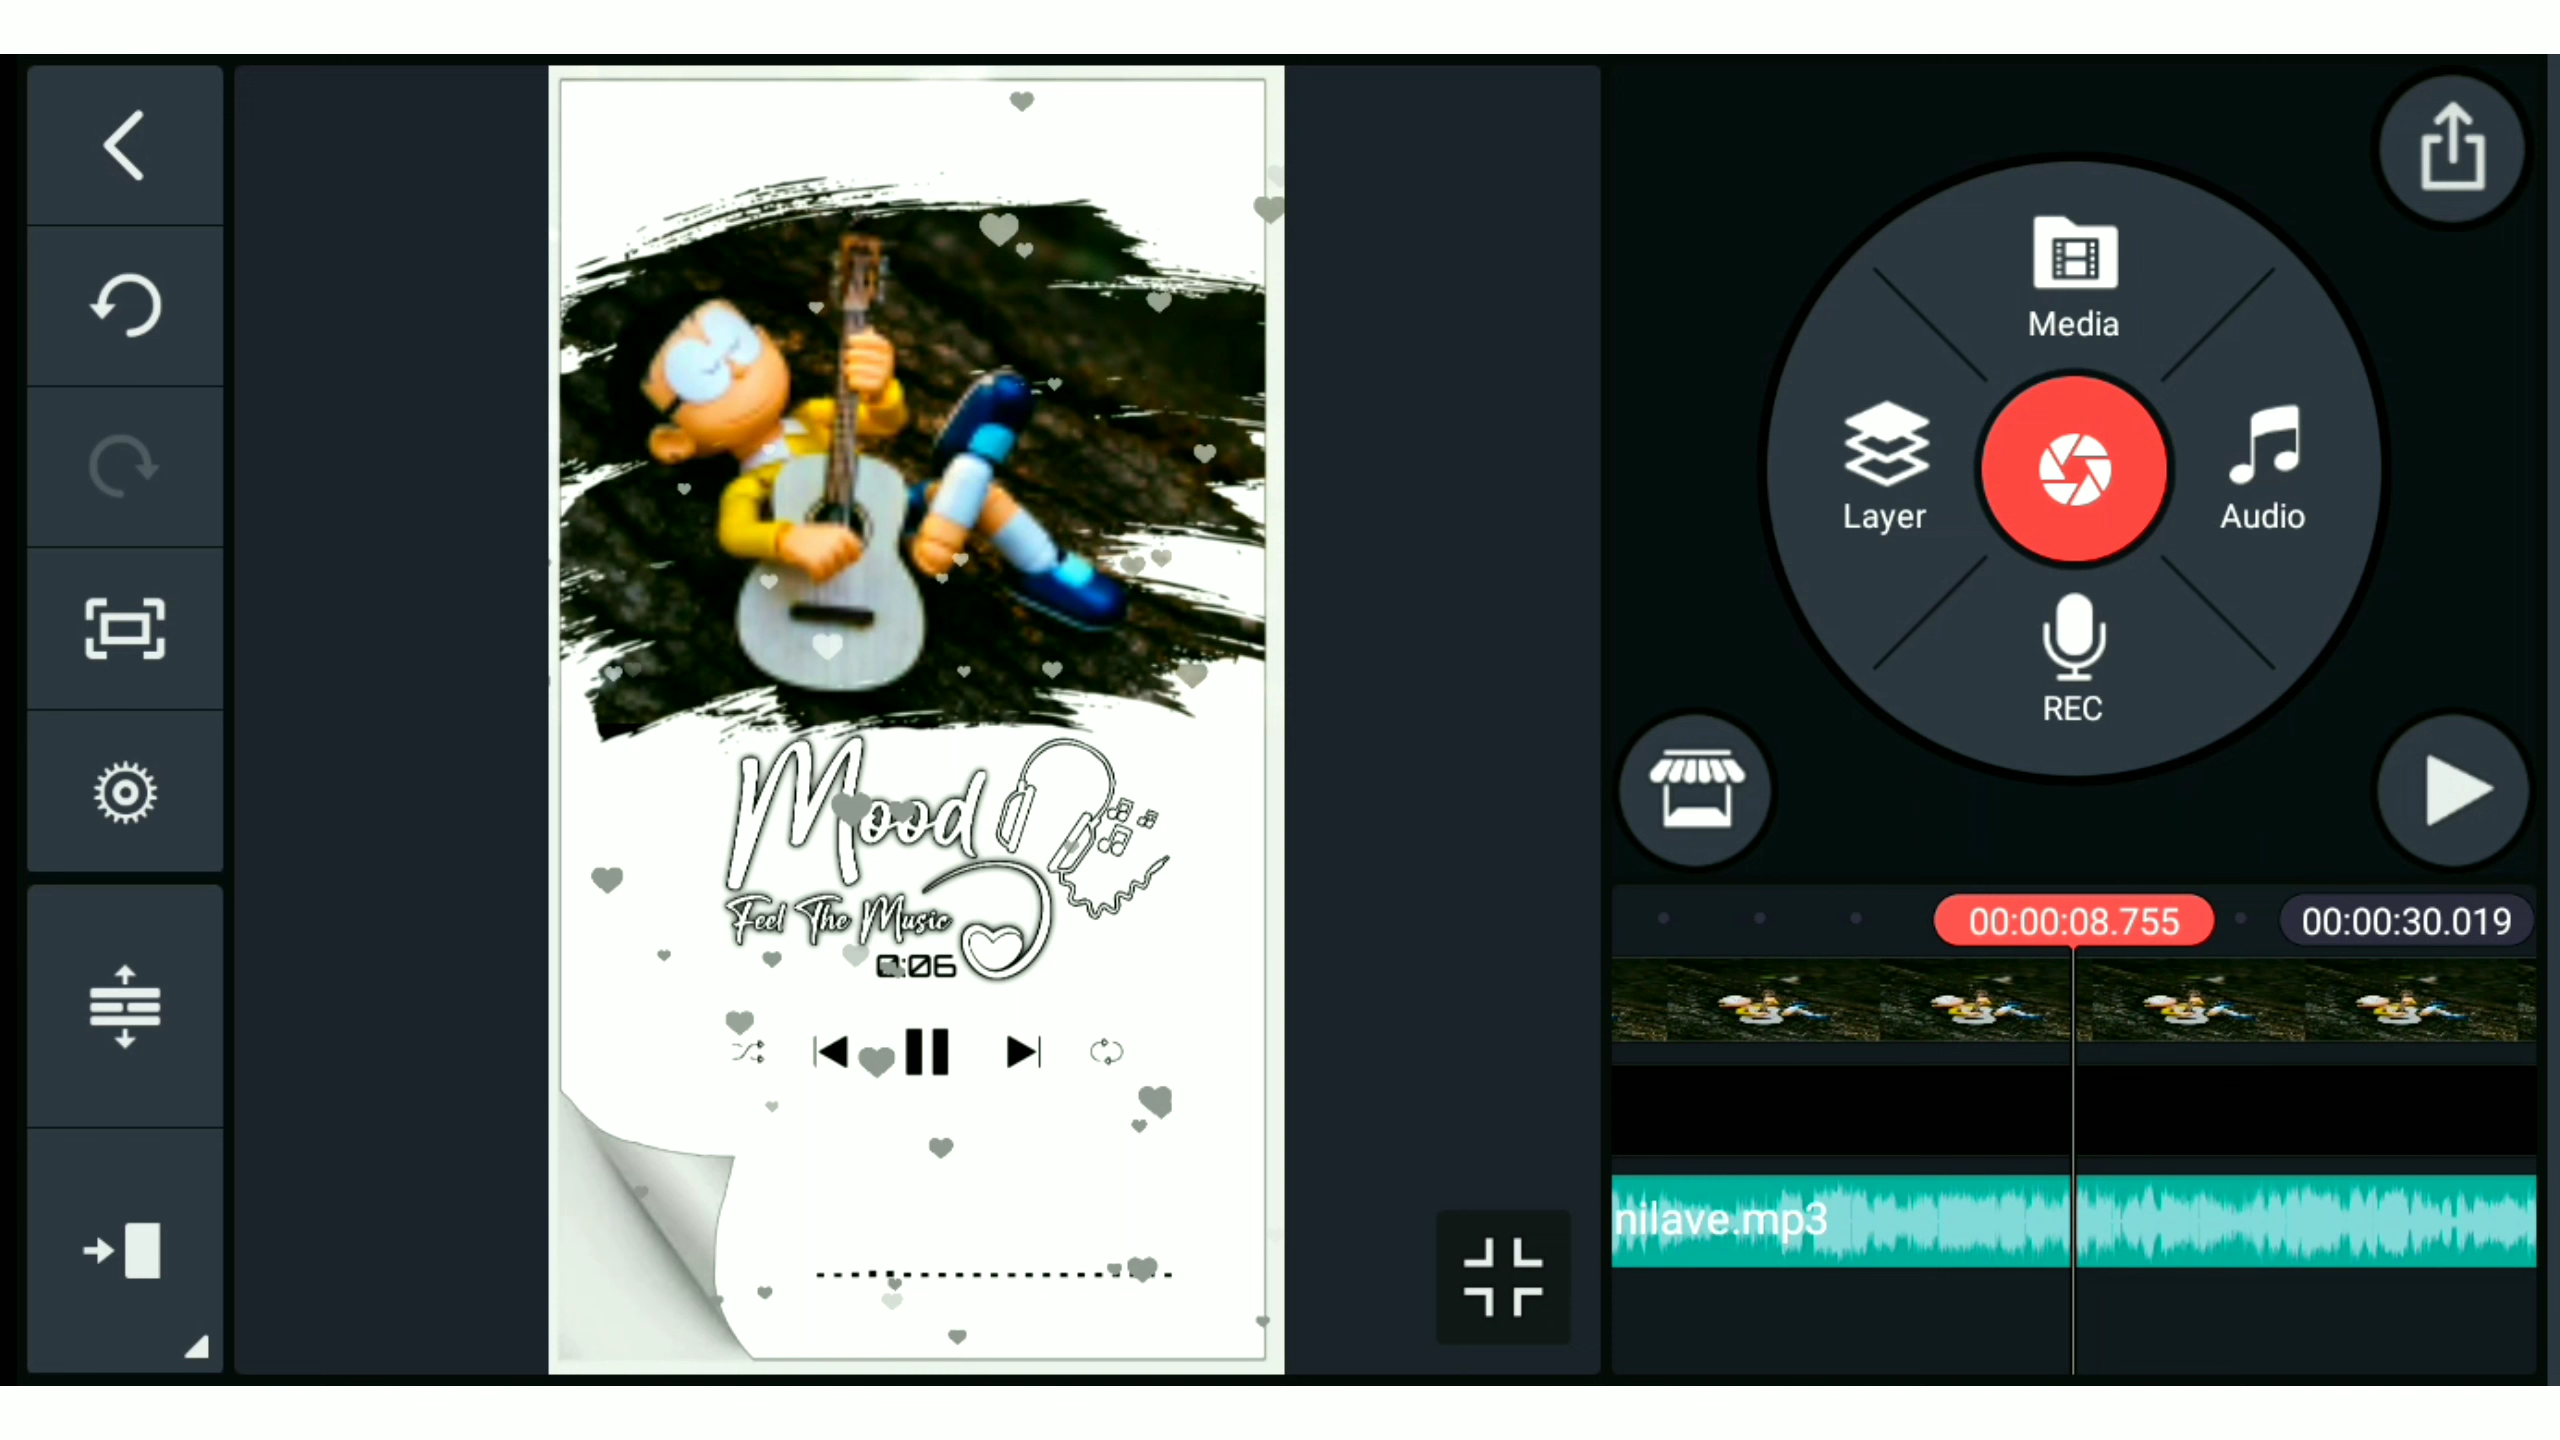 Media
Layer
Audio
REC
Mood
Feel The Music
0:06
00:00:08.755
00:00:30.019
nilave.mp3